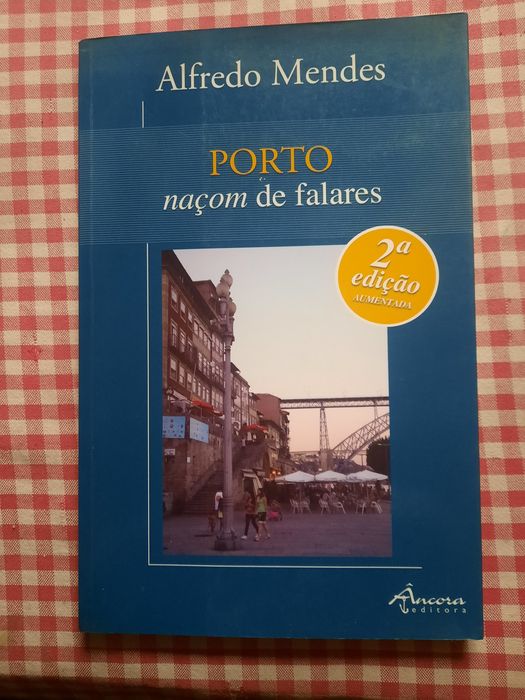 Alfredo Mendes
PORTO
naçom de falares
2ª
edição
AUMENTADA
Âncora
editora